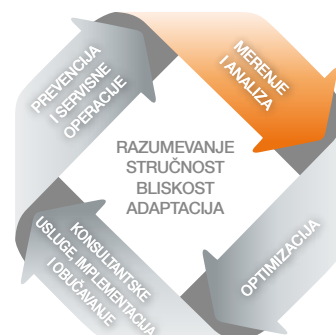 PREVENCIJA
I SERVISNE
OPERACIJE
MERENJE
I ANALIZA
RAZUMEVANJE
STRUČNOST
BLISKOST
ADAPTACIJA
OPTIMIZACIJA
KONSULTANTSKE
USLUGE, IMPLEMENTACIJA
I OBUČAVANJE